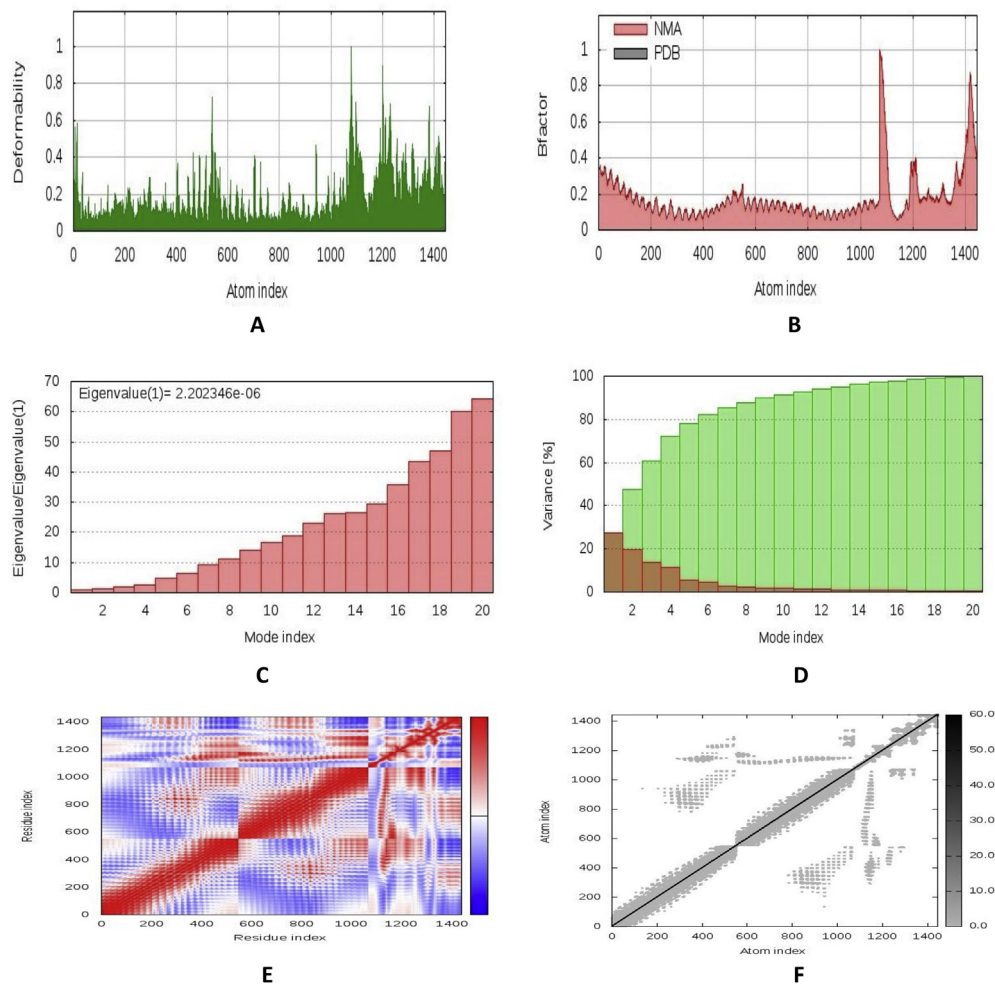 Deformability
1
0.8
0.6
0.4
0.2
0
0 200 400 600 800 1000 1200 1400
Atom index
A
Bfactor
NMA
PDB
1
0.8
0.6
0.4
0.2
0
0 200 400 600 800 1000 1200 1400
Atom index
B
Eigenvalue/Eigenvalue(1)
Eigenvalue(1)= 2.202346e-06
70
60
50
40
30
20
10
0
2 4 6 8 10 12 14 16 18 20
Mode index
C
Variance [%]
100
80
60
40
20
0
2 4 6 8 10 12 14 16 18 20
Mode index
D
Residue index
1400
1200
1000
800
600
400
200
0
0 200 400 600 800 1000 1200 1400
Residue index
E
Atom index
1400
1200
1000
800
600
400
200
0
0 200 400 600 800 1000 1200 1400
Atom index
60.0
50.0
40.0
30.0
20.0
10.0
0.0
F